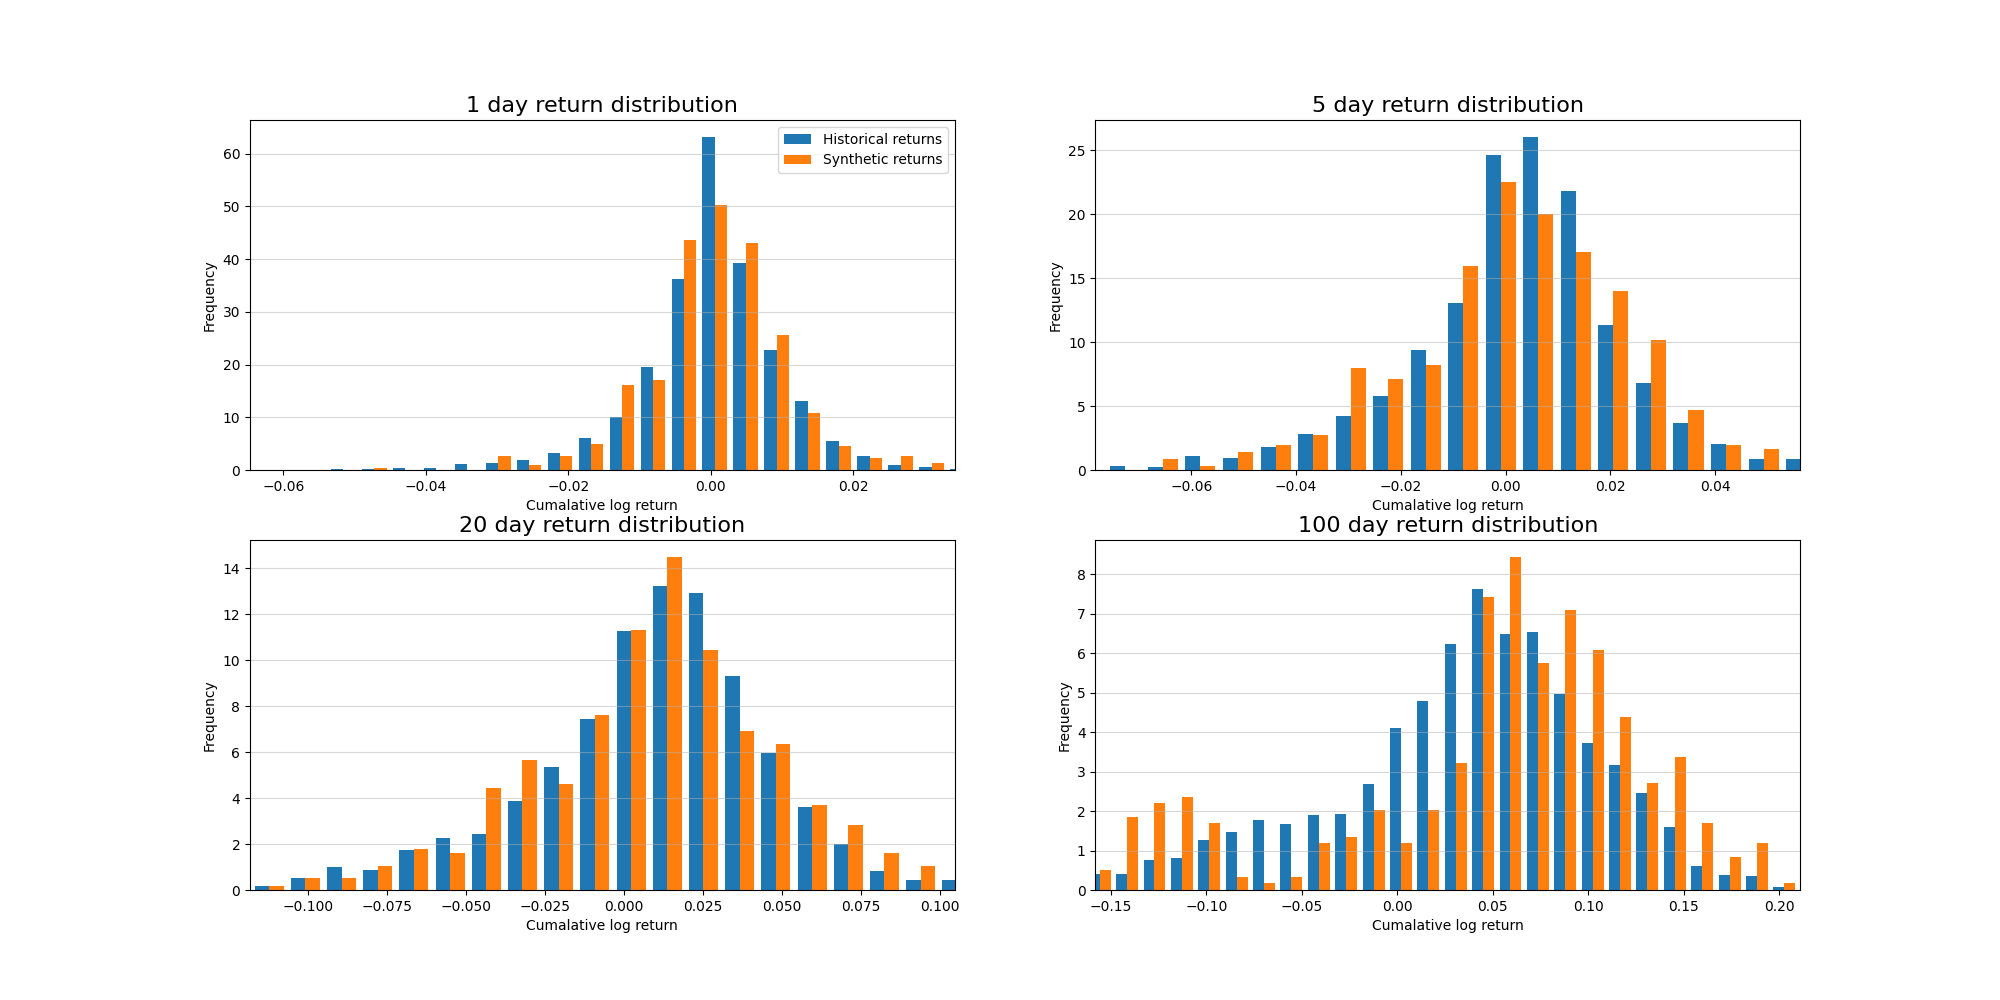 1 day return distribution
Historical returns
Synthetic returns
Frequency
60
50
40
30
20
10
0
−0.06 −0.04 −0.02 0.00 0.02
Cumalative log return
5 day return distribution
Frequency
25
20
15
10
5
0
−0.06 −0.04 −0.02 0.00 0.02 0.04
Cumalative log return
20 day return distribution
Frequency
14
12
10
8
6
4
2
0
−0.100 −0.075 −0.050 −0.025 0.000 0.025 0.050 0.075 0.100
Cumalative log return
100 day return distribution
Frequency
8
7
6
5
4
3
2
1
0
−0.15 −0.10 −0.05 0.00 0.05 0.10 0.15 0.20
Cumalative log return